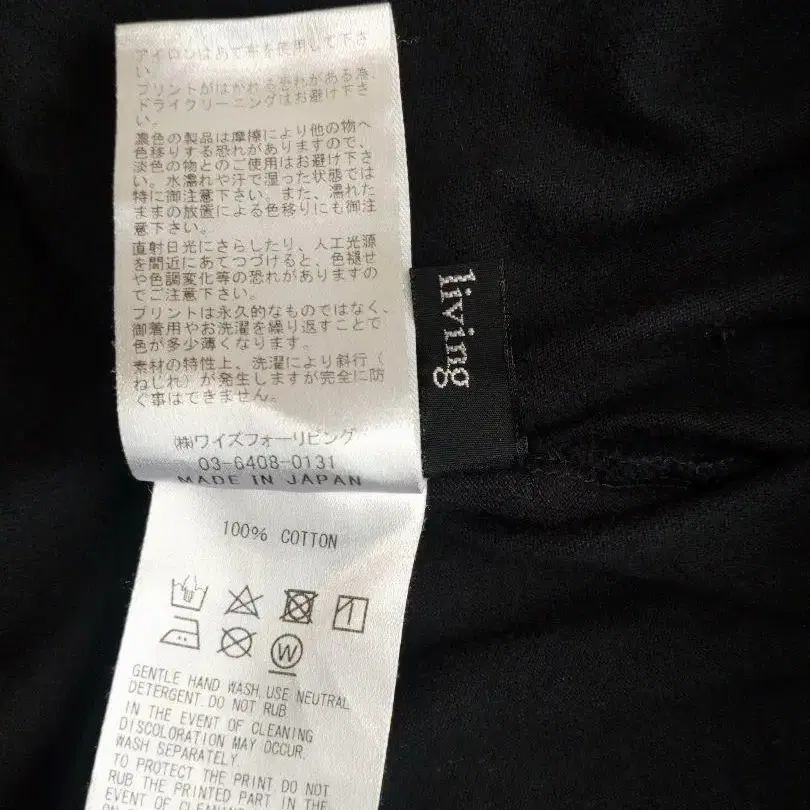 アイロンはあて布を使用して下さ
い
プリントがはがれる恐れがある為、
ドライクリーニングはお避け下さ
い。
濃色の製品は摩擦により他の物へ
色移りする恐れがありますので、
淡色の物とのご使用はお避け下さ
い。水濡れや汗で湿った状態では
特に御注意下さい。また、濡れた
ままの放置による色移りにも御注
意下さい。
直射日光にさらしたり、人工光源
を間近にあてつづけると、色褪せ
や色調変化等の恐れがありますの
でご注意下さい。
プリントは永久的なものではなく、
御着用やお洗濯を繰り返すことで
色が多少薄くなります。
素材の特性上、洗濯により斜行(
ねじれ)が発生しますが完全に防
ぐ事はできません。
㈱ワイズフォーリビング
03-6408-0131
MADE IN JAPAN
living
100% COTTON
W
GENTLE HAND WASH.USE NEUTRAL
DETERGENT.DO NOT RUB
IN THE EVENT OF CLEANING
DISCOLORATION MAY OCCUR.
WASH SEPARATELY.
TO PROTECT THE PRINT DO NOT
RUB THE PRINTED PART IN THE
EVENT OF CLEANING